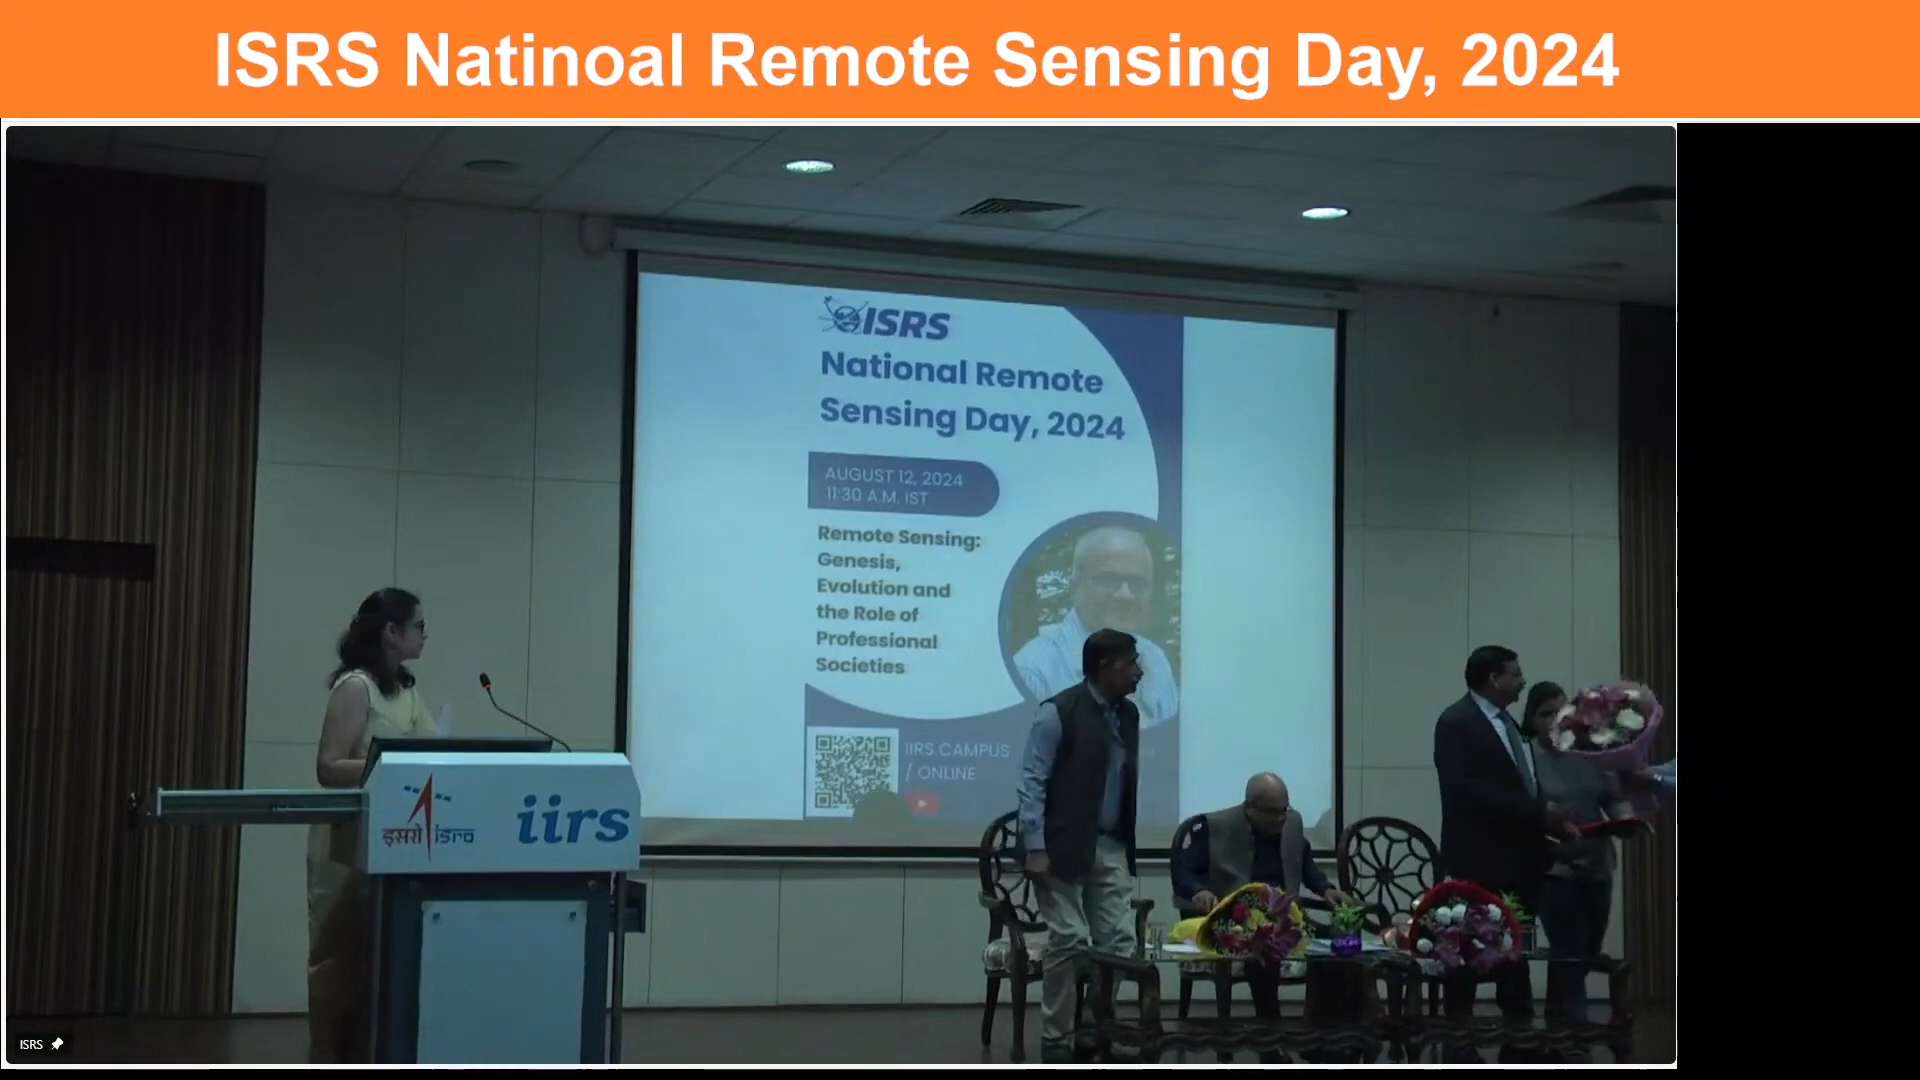 ISRS Natinoal Remote Sensing Day, 2024
ISRS
National Remote
Sensing Day, 2024
AUGUST 12, 2024
11:30 A.M. IST
Remote Sensing:
Genesis,
Evolution and
the Role of
Professional
Societies
IIRS CAMPUS
/ ONLINE
इसरो isro
iirs
ISRS